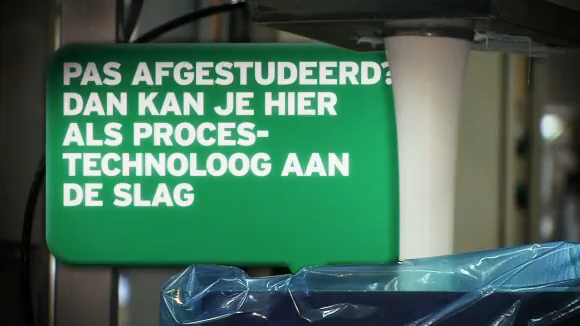 PAS AFGESTUDEERD?
DAN KAN JE HIER
ALS PROCES-
TECHNOLOOG AAN
DE SLAG